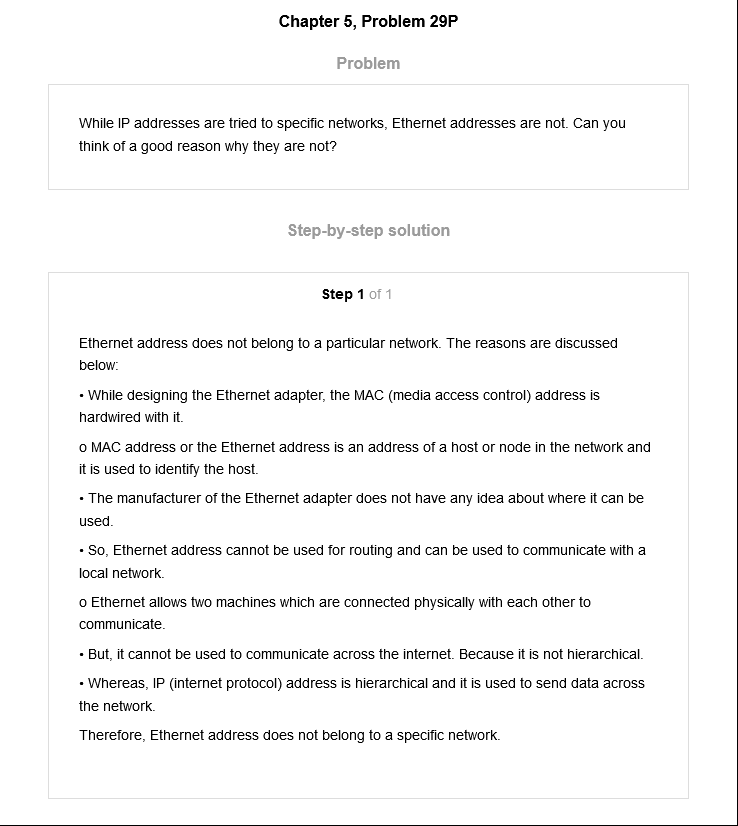 Chapter 5, Problem 29P
Problem
While IP addresses are tried to specific networks, Ethernet addresses are not. Can you
think of a good reason why they are not?
Step-by-step solution
Step 1 of 1
Ethernet address does not belong to a particular network. The reasons are discussed
below:
• While designing the Ethernet adapter, the MAC (media access control) address is
hardwired with it.
o MAC address or the Ethernet address is an address of a host or node in the network and
it is used to identify the host.
• The manufacturer of the Ethernet adapter does not have any idea about where it can be
used.
• So, Ethernet address cannot be used for routing and can be used to communicate with a
local network.
o Ethernet allows two machines which are connected physically with each other to
communicate.
• But, it cannot be used to communicate across the internet. Because it is not hierarchical.
• Whereas, IP (internet protocol) address is hierarchical and it is used to send data across
the network.
Therefore, Ethernet address does not belong to a specific network.